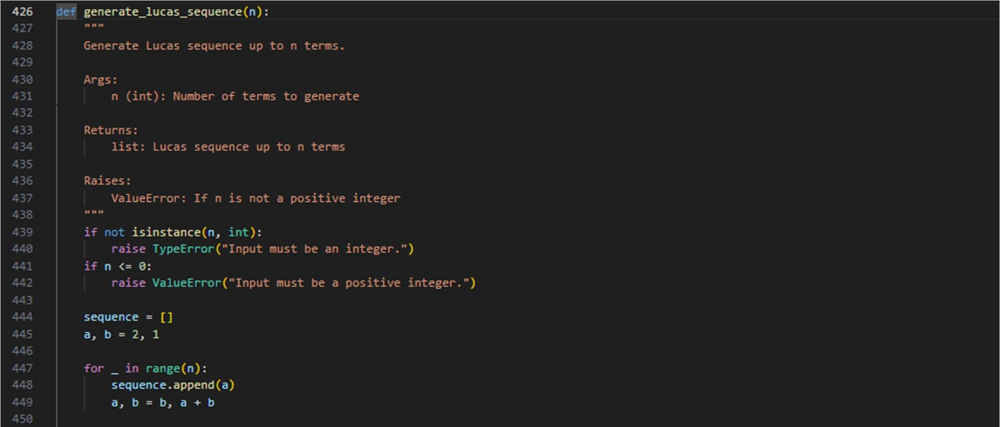 426 def generate_lucas_sequence(n):
427     """
428     Generate Lucas sequence up to n terms.
429
430     Args:
431         n (int): Number of terms to generate
432
433     Returns:
434         list: Lucas sequence up to n terms
435
436     Raises:
437         ValueError: If n is not a positive integer
438     """
439     if not isinstance(n, int):
440         raise TypeError("Input must be an integer.")
441     if n <= 0:
442         raise ValueError("Input must be a positive integer.")
443
444     sequence = []
445     a, b = 2, 1
446
447     for _ in range(n):
448         sequence.append(a)
449         a, b = b, a + b
450